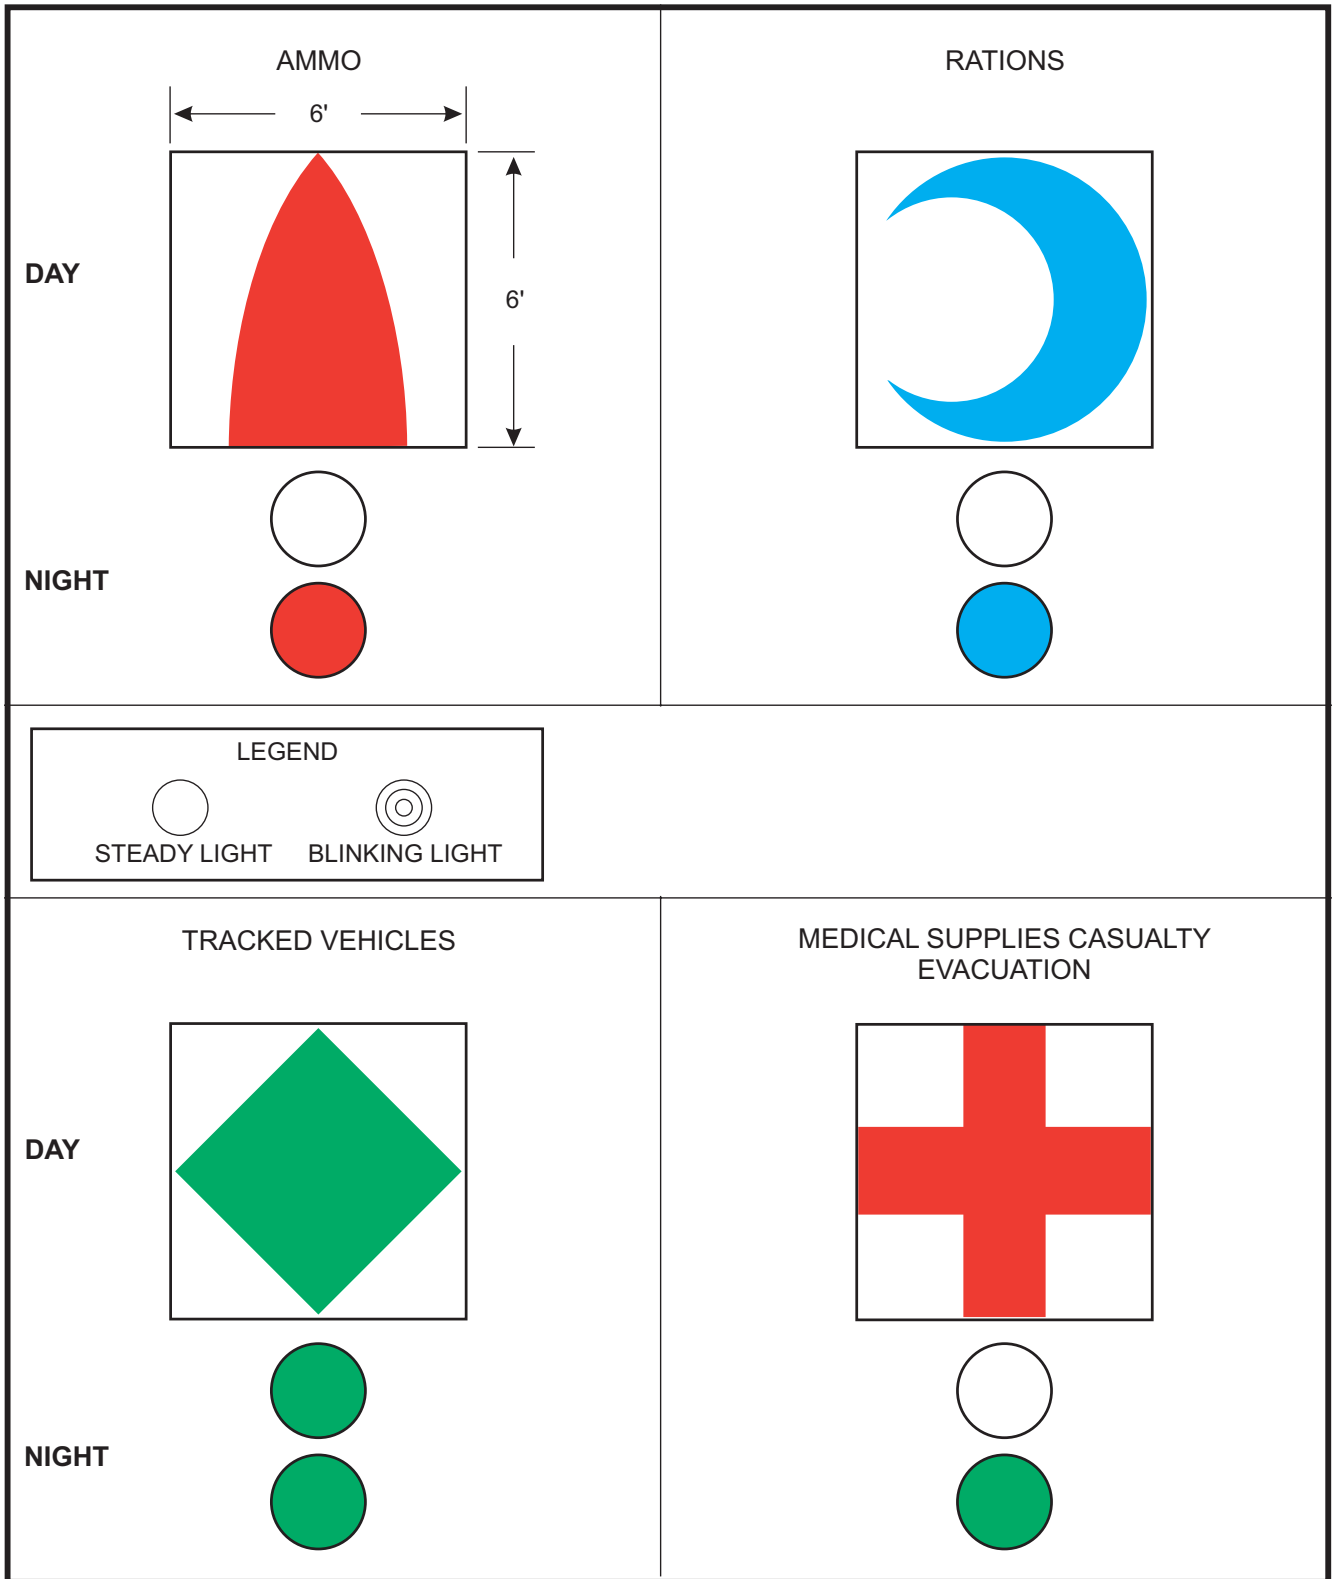 AMMO
6'
DAY
6'
NIGHT
RATIONS
LEGEND
STEADY LIGHT
BLINKING LIGHT
TRACKED VEHICLES
DAY
NIGHT
MEDICAL SUPPLIES CASUALTY
EVACUATION